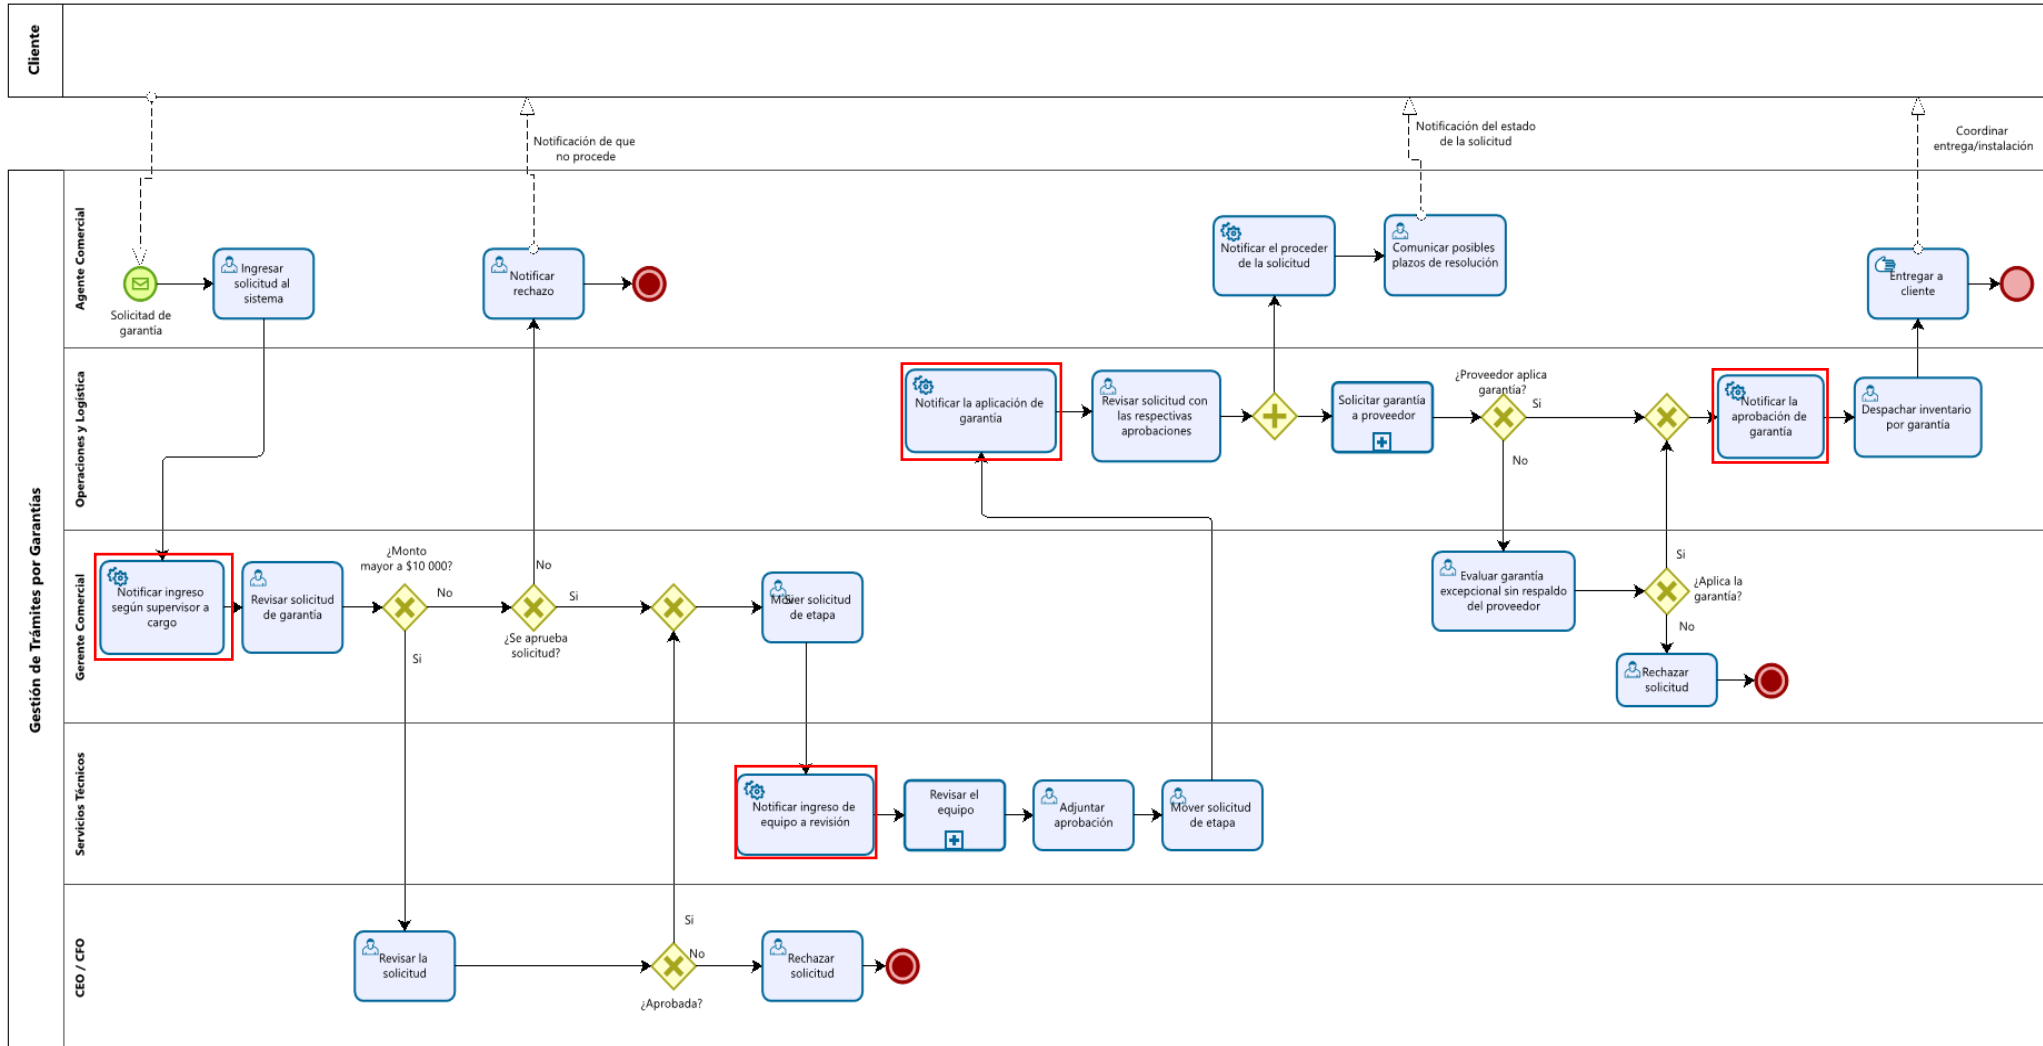 Cliente
Notificación de que
no procede
Notificación del estado
de la solicitud
Coordinar
entrega/instalación
Gestión de Trámites por Garantías
Agente Comercial
Solicitad de
garantía
Ingresar
solicitud al
sistema
Notificar
rechazo
Notificar el proceder
de la solicitud
Comunicar posibles
plazos de resolución
Entregar a
cliente
Operaciones y Logística
Notificar la aplicación de
garantía
Revisar solicitud con
las respectivas
aprobaciones
Solicitar garantía
a proveedor
¿Proveedor aplica
garantía?
Si
No
Notificar la
aprobación de
garantía
Despachar inventario
por garantía
Gerente Comercial
Notificar ingreso
según supervisor a
cargo
Revisar solicitud
de garantía
¿Monto
mayor a $10 000?
No
Si
No
¿Se aprueba
solicitud?
Si
solicitud
de etapa
Evaluar garantía
excepcional sin respaldo
del proveedor
Si
¿Aplica la
garantía?
No
Rechazar
solicitud
Servicios Técnicos
Notificar ingreso de
equipo a revisión
Revisar el
equipo
Adjuntar
aprobación
Mover solicitud
de etapa
CEO / CFO
Revisar la
solicitud
Si
No
¿Aprobada?
Rechazar
solicitud